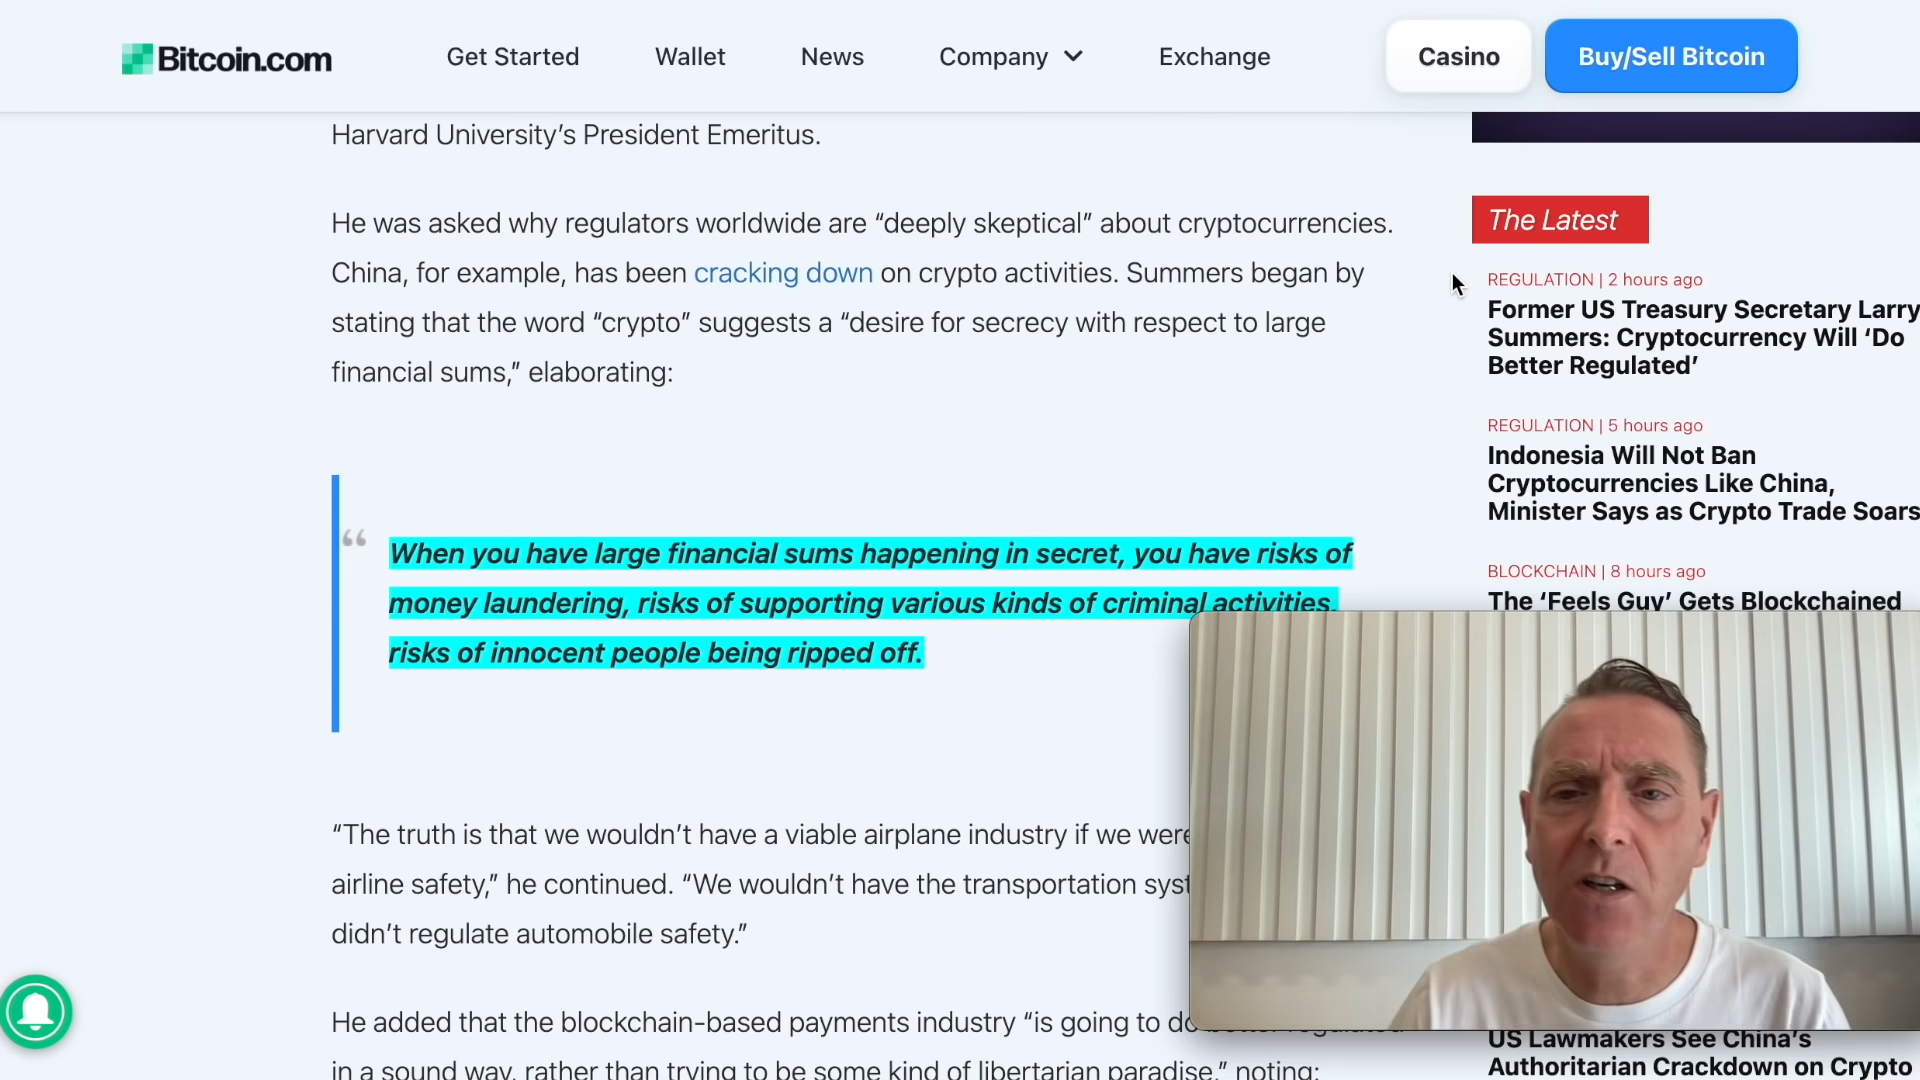 Bitcoin.com
Get Started
Wallet
News
Company
Exchange
Casino
Buy/Sell Bitcoin
Harvard University’s President Emeritus.
He was asked why regulators worldwide are “deeply skeptical” about cryptocurrencies.
China, for example, has been cracking down on crypto activities. Summers began by
stating that the word “crypto” suggests a “desire for secrecy with respect to large
financial sums,” elaborating:
“
When you have large financial sums happening in secret, you have risks of
money laundering, risks of supporting various kinds of criminal activities,
risks of innocent people being ripped off.
“The truth is that we wouldn’t have a viable airplane industry if we were
airline safety,” he continued. “We wouldn’t have the transportation
didn’t regulate automobile safety.”
He added that the blockchain-based payments industry “is going to do better regulated
in a sound way, rather than trying to be some kind of libertarian paradise,” noting:
The Latest
REGULATION | 2 hours ago
Former US Treasury Secretary Larry
Summers: Cryptocurrency Will ‘Do
Better Regulated’
REGULATION | 5 hours ago
Indonesia Will Not Ban
Cryptocurrencies Like China,
Minister Says as Crypto Trade Soars
BLOCKCHAIN | 8 hours ago
The ‘Feels Guy’ Gets Blockchained
US Lawmakers See China’s
Authoritarian Crackdown on Crypto